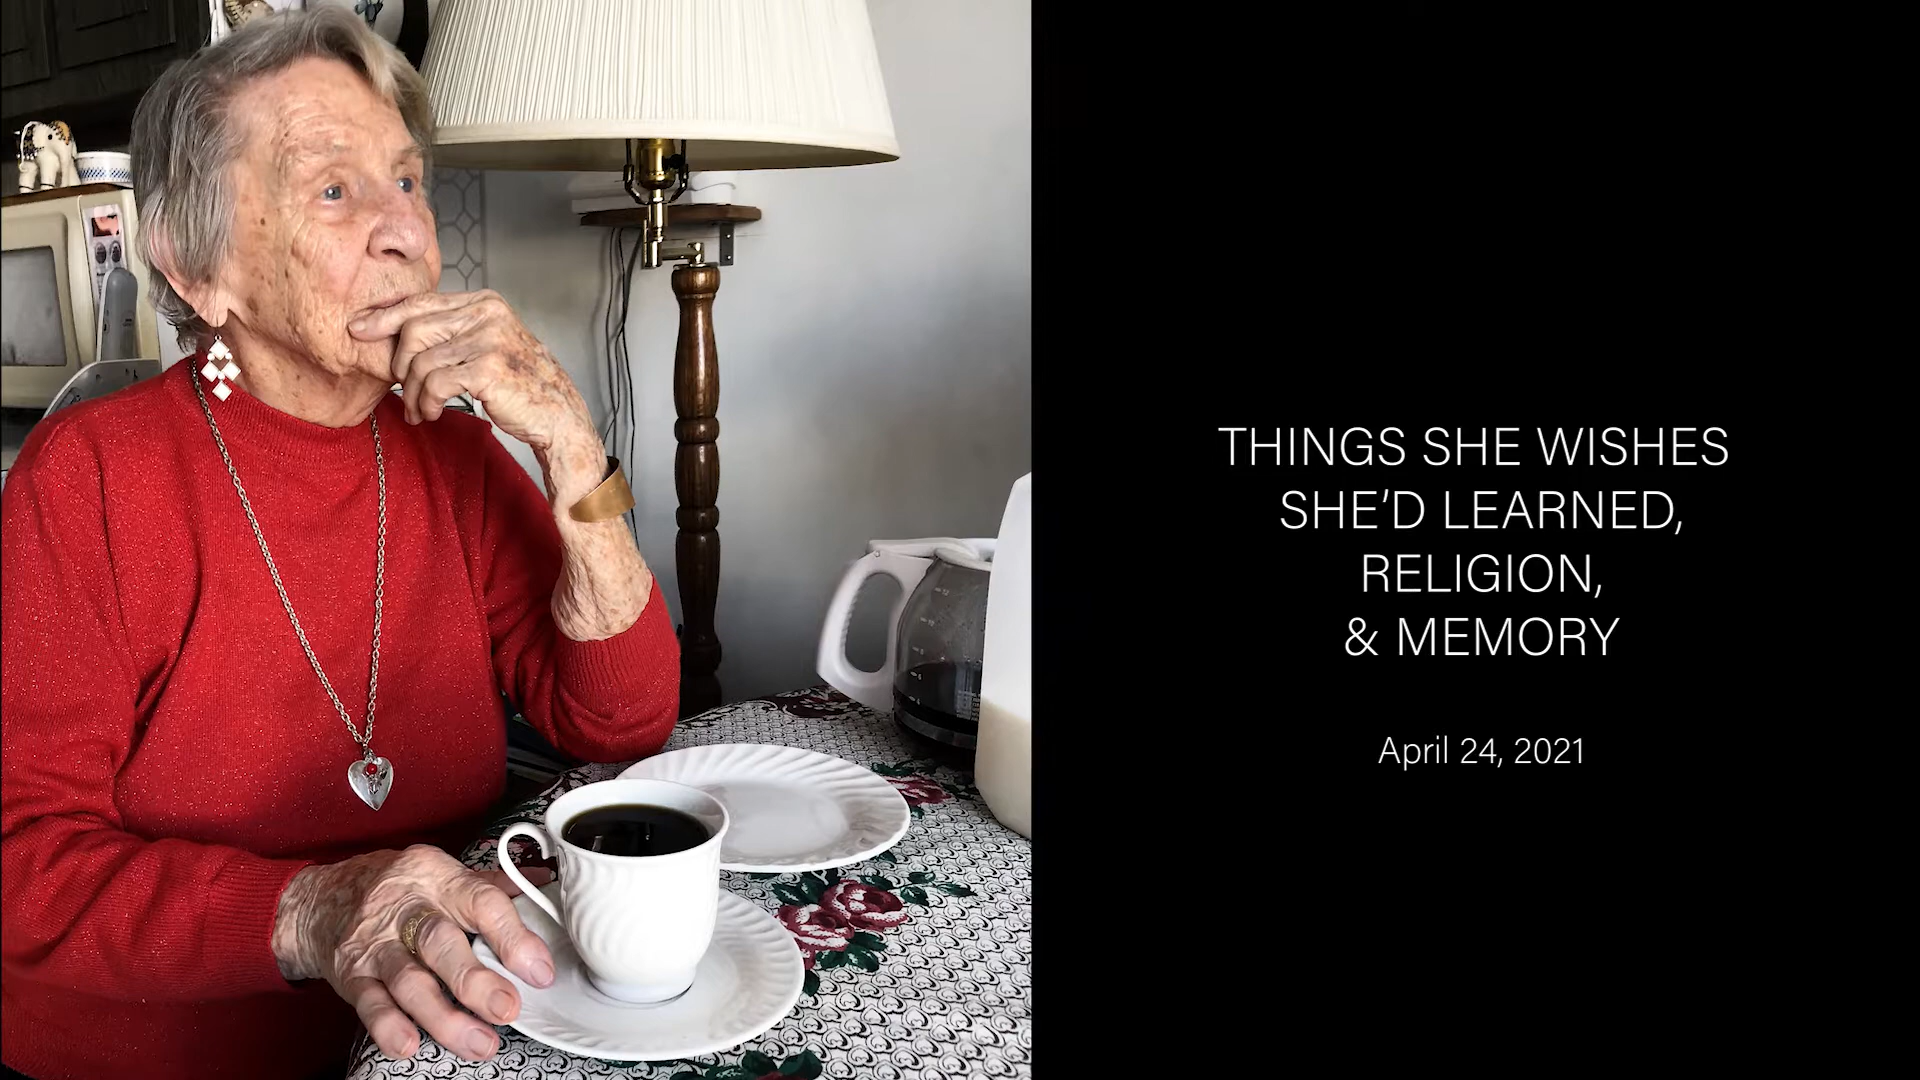 THINGS SHE WISHES
SHE’D LEARNED,
RELIGION,
& MEMORY
April 24, 2021